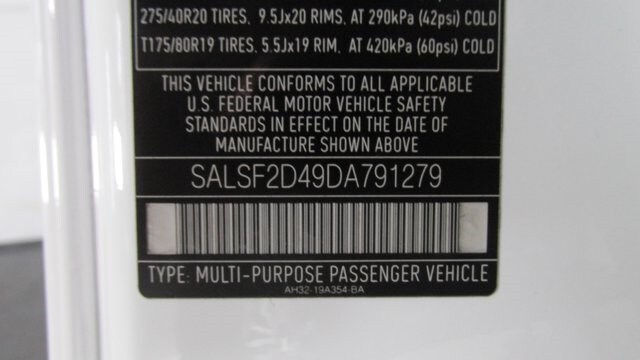 275/40R20 TIRES, 9.5Jx20 RIMS, AT 290kPa (42psi) COLD
T175/80R19 TIRES, 5.5Jx19 RIM, AT 420kPa (60psi) COLD
THIS VEHICLE CONFORMS TO ALL APPLICABLE
U.S. FEDERAL MOTOR VEHICLE SAFETY
STANDARDS IN EFFECT ON THE DATE OF
MANUFACTURE SHOWN ABOVE
SALSF2D49DA791279
TYPE: MULTI-PURPOSE PASSENGER VEHICLE
AH32-19A354-BA